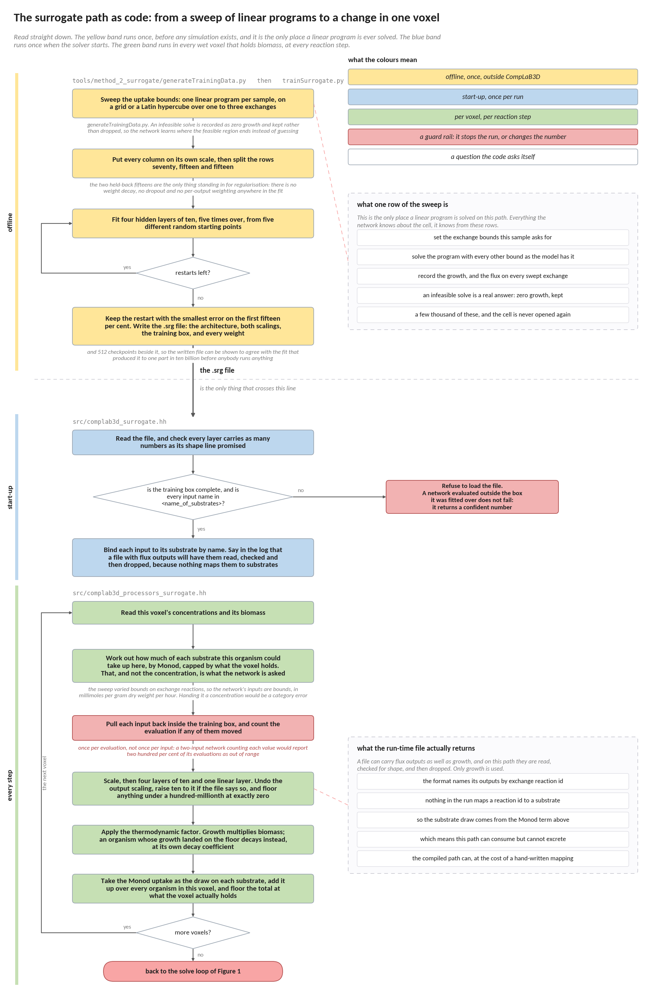 The surrogate path as code: from a sweep of linear programs to a change in one voxel
Read straight down. The yellow band runs once, before any simulation exists, and it is the only place a linear program is ever solved. The blue band
runs once when the solver starts. The green band runs in every wet voxel that holds biomass, at every reaction step.
what the colours mean
offline, once, outside CompLaB3D
start-up, once per run
per voxel, per reaction step
a guard rail: it stops the run, or changes the number
a question the code asks itself
offline
tools/method_2_surrogate/generateTrainingData.py then trainSurrogate.py
Sweep the uptake bounds: one linear program per sample, on
a grid or a Latin hypercube over one to three exchanges
generateTrainingData.py. An infeasible solve is recorded as zero growth and kept rather
than dropped, so the network learns where the feasible region ends instead of guessing
Put every column on its own scale, then split the rows
seventy, fifteen and fifteen
the two held-back fifteens are the only thing standing in for regularisation: there is no
weight decay, no dropout and no per-output weighting anywhere in the fit
Fit four hidden layers of ten, five times over, from five
different random starting points
restarts left?
yes
no
Keep the restart with the smallest error on the first fifteen
per cent. Write the .srg file: the architecture, both scalings,
the training box, and every weight
and 512 checkpoints beside it, so the written file can be shown to agree with the fit that
produced it to one part in ten billion before anybody runs anything
what one row of the sweep is
This is the only place a linear program is solved on this path. Everything the
network knows about the cell, it knows from these rows.
set the exchange bounds this sample asks for
solve the program with every other bound as the model has it
record the growth, and the flux on every swept exchange
an infeasible solve is a real answer: zero growth, kept
a few thousand of these, and the cell is never opened again
the .srg file
is the only thing that crosses this line
start-up
src/complab3d_surrogate.hh
Read the file, and check every layer carries as many
numbers as its shape line promised
is the training box complete, and is
every input name in
<name_of_substrates>?
no
Refuse to load the file.
A network evaluated outside the box
it was fitted over does not fail:
it returns a confident number
yes
Bind each input to its substrate by name. Say in the log that
a file with flux outputs will have them read, checked and
then dropped, because nothing maps them to substrates
every step
src/complab3d_processors_surrogate.hh
Read this voxel's concentrations and its biomass
Work out how much of each substrate this organism could
take up here, by Monod, capped by what the voxel holds.
That, and not the concentration, is what the network is asked
the sweep varied bounds on exchange reactions, so the network's inputs are bounds, in
millimoles per gram dry weight per hour. Handing it a concentration would be a category error
Pull each input back inside the training box, and count the
evaluation if any of them moved
once per evaluation, not once per input: a two-input network counting each value would report
two hundred per cent of its evaluations as out of range
the next voxel
Scale, then four layers of ten and one linear layer. Undo the
output scaling, raise ten to it if the file says so, and floor
anything under a hundred-millionth at exactly zero
Apply the thermodynamic factor. Growth multiplies biomass;
an organism whose growth landed on the floor decays instead,
at its own decay coefficient
Take the Monod uptake as the draw on each substrate, add it
up over every organism in this voxel, and floor the total at
what the voxel actually holds
what the run-time file actually returns
A file can carry flux outputs as well as growth, and on this path they are read,
checked for shape, and then dropped. Only growth is used.
the format names its outputs by exchange reaction id
nothing in the run maps a reaction id to a substrate
so the substrate draw comes from the Monod term above
which means this path can consume but cannot excrete
the compiled path can, at the cost of a hand-written mapping
more voxels?
yes
no
back to the solve loop of Figure 1